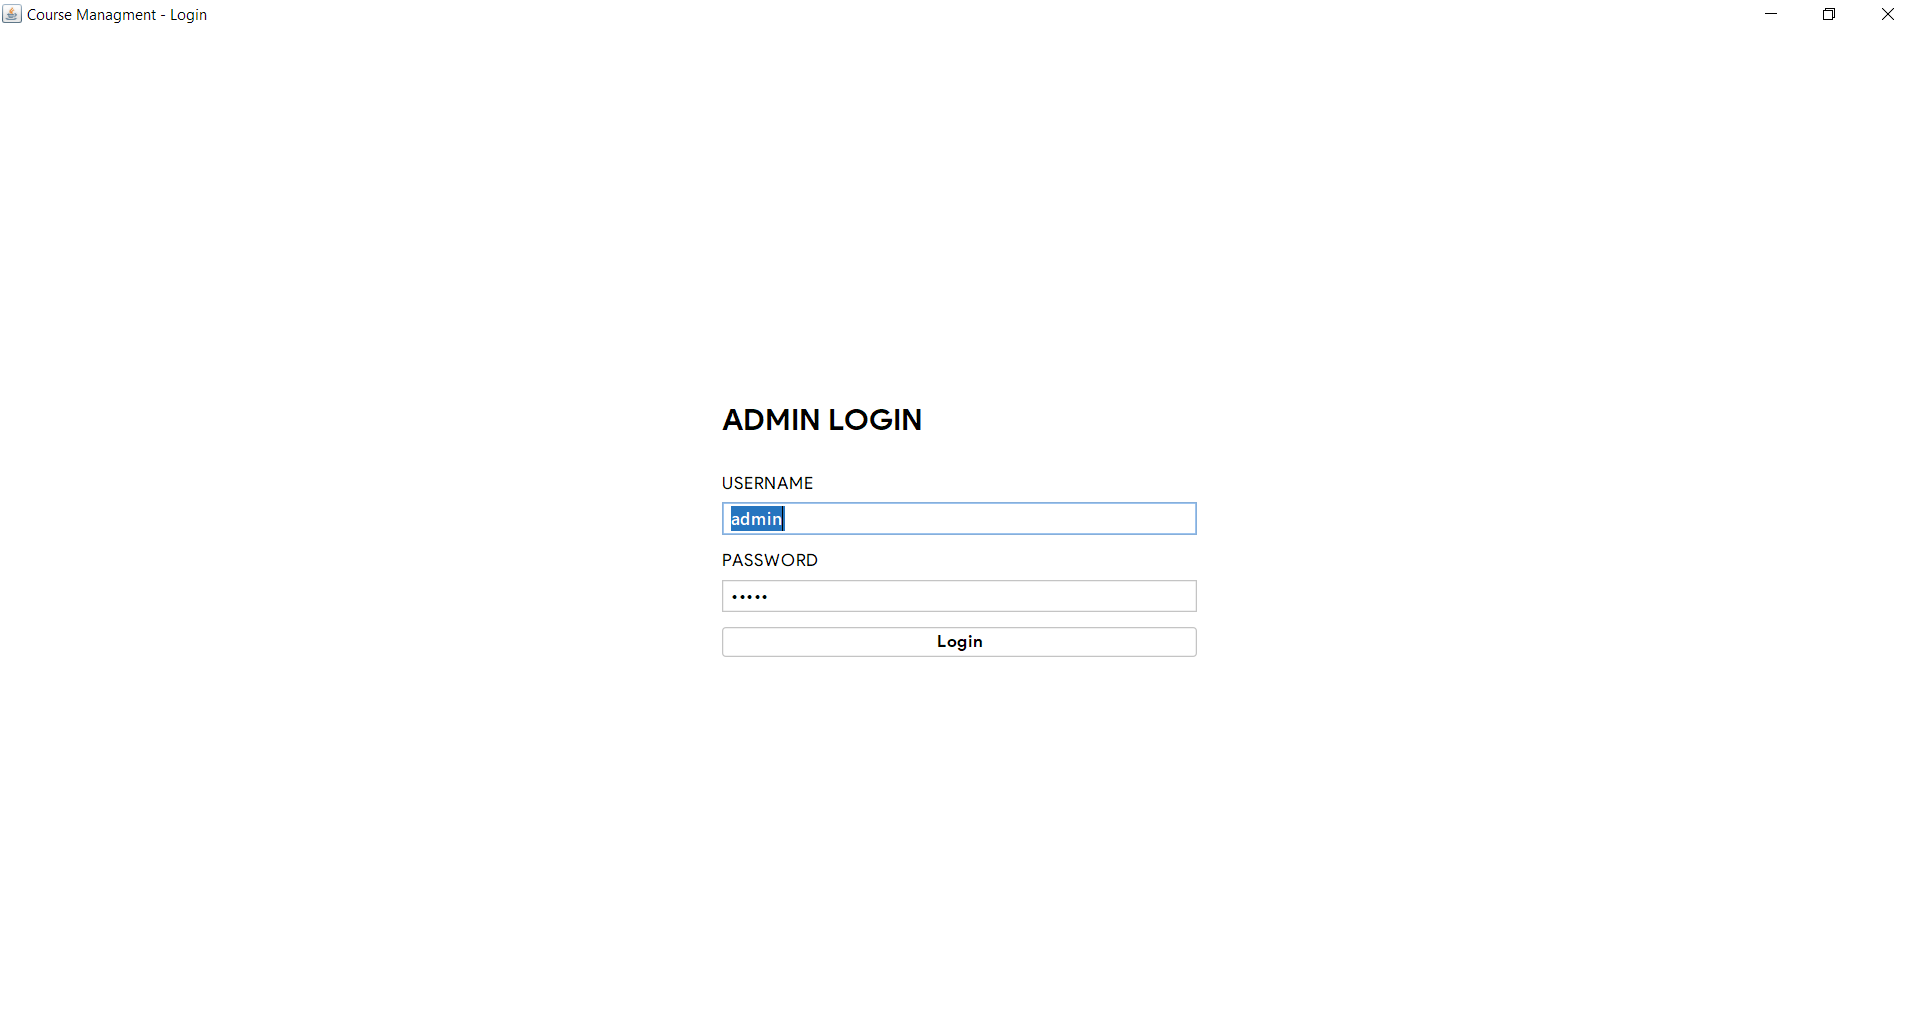 Course Managment - Login
ADMIN LOGIN
USERNAME
admin
PASSWORD
•••••
Login